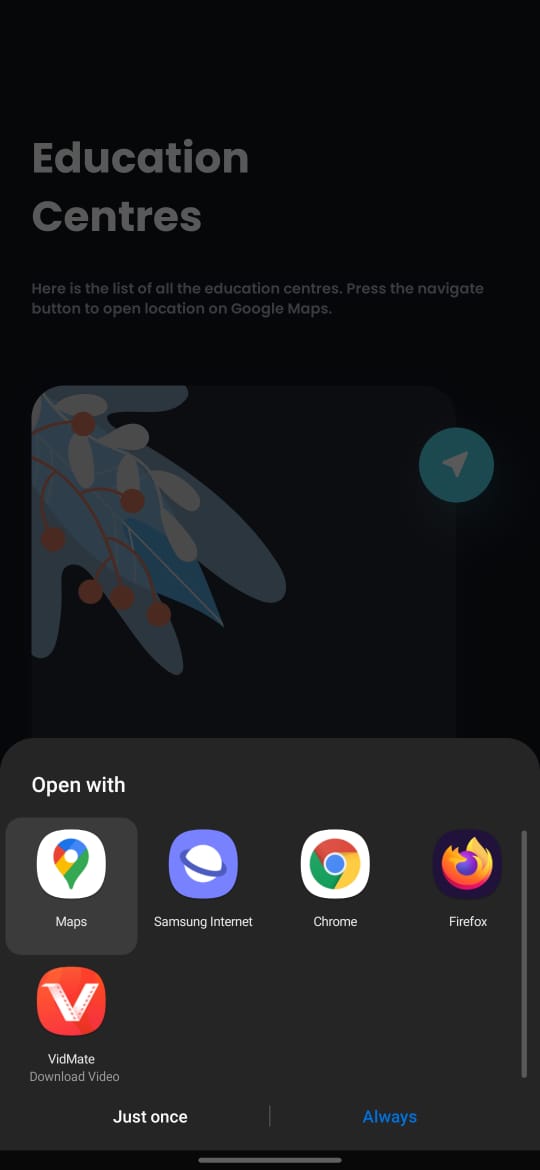 Education
Centres
Here is the list of all the education centres. Press the navigate
button to open location on Google Maps.
Open with
Maps
Samsung Internet
Chrome
Firefox
VidMate
Download Video
Just once
Always